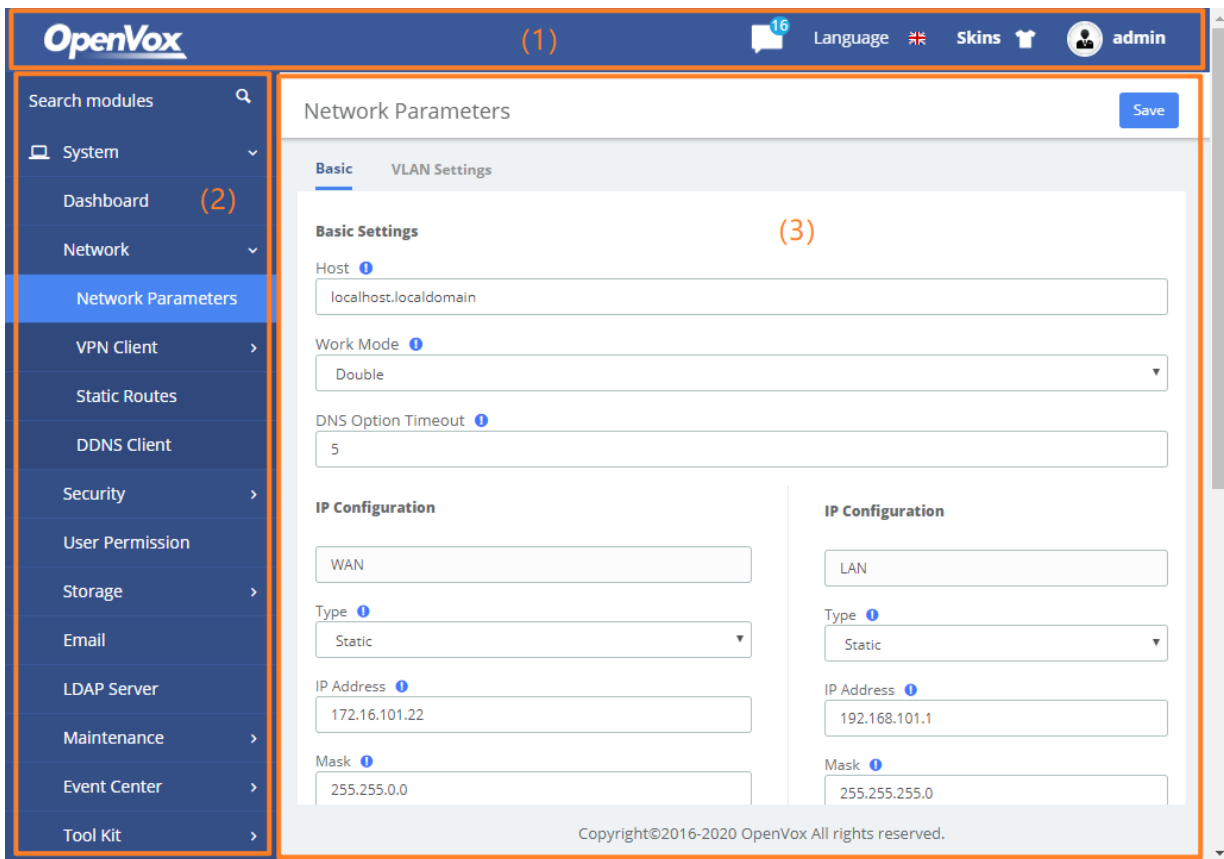 OpenVox
(1)
16
Language
Skins
admin
Search modules
System
Dashboard
(2)
Network
Network Parameters
VPN Client
Static Routes
DDNS Client
Security
User Permission
Storage
Email
LDAP Server
Maintenance
Event Center
Tool Kit
Network Parameters
Save
Basic
VLAN Settings
(3)
Basic Settings
Host
localhost.localdomain
Work Mode
Double
DNS Option Timeout
5
IP Configuration
WAN
Type
Static
IP Address
172.16.101.22
Mask
255.255.0.0
IP Configuration
LAN
Type
Static
IP Address
192.168.101.1
Mask
255.255.255.0
Copyright©2016-2020 OpenVox All rights reserved.